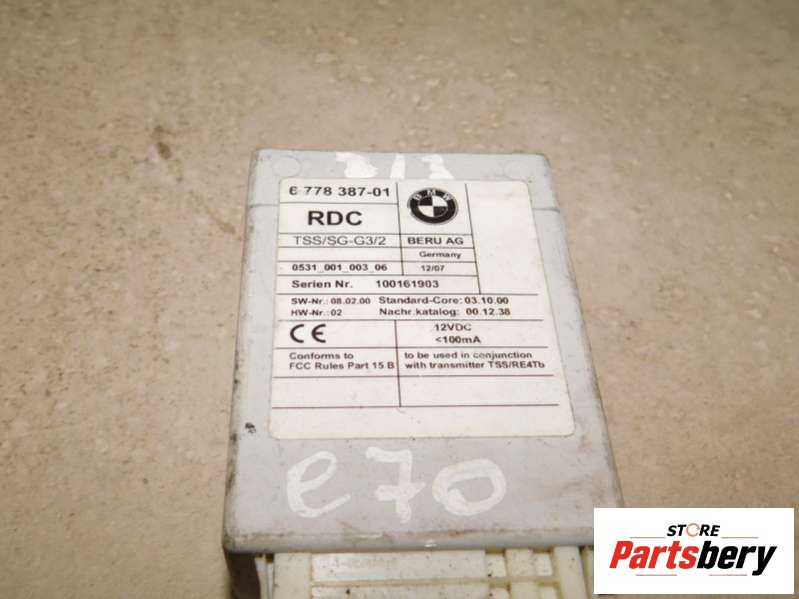 6 778 387-01
BMW
RDC
TSS/SG-G3/2 BERU AG
Germany
0531_001_003_06 12/07
Serien Nr. 100161903
SW-Nr.: 08.02.00 Standard-Core: 03.10.00
HW-Nr.: 02 Nachr.katalog: 00.12.38
CE 12VDC
<100mA
Conforms to to be used in conjunction
FCC Rules Part 15 B with transmitter TSS/RE4Tb
e70
STORE
Partsbery